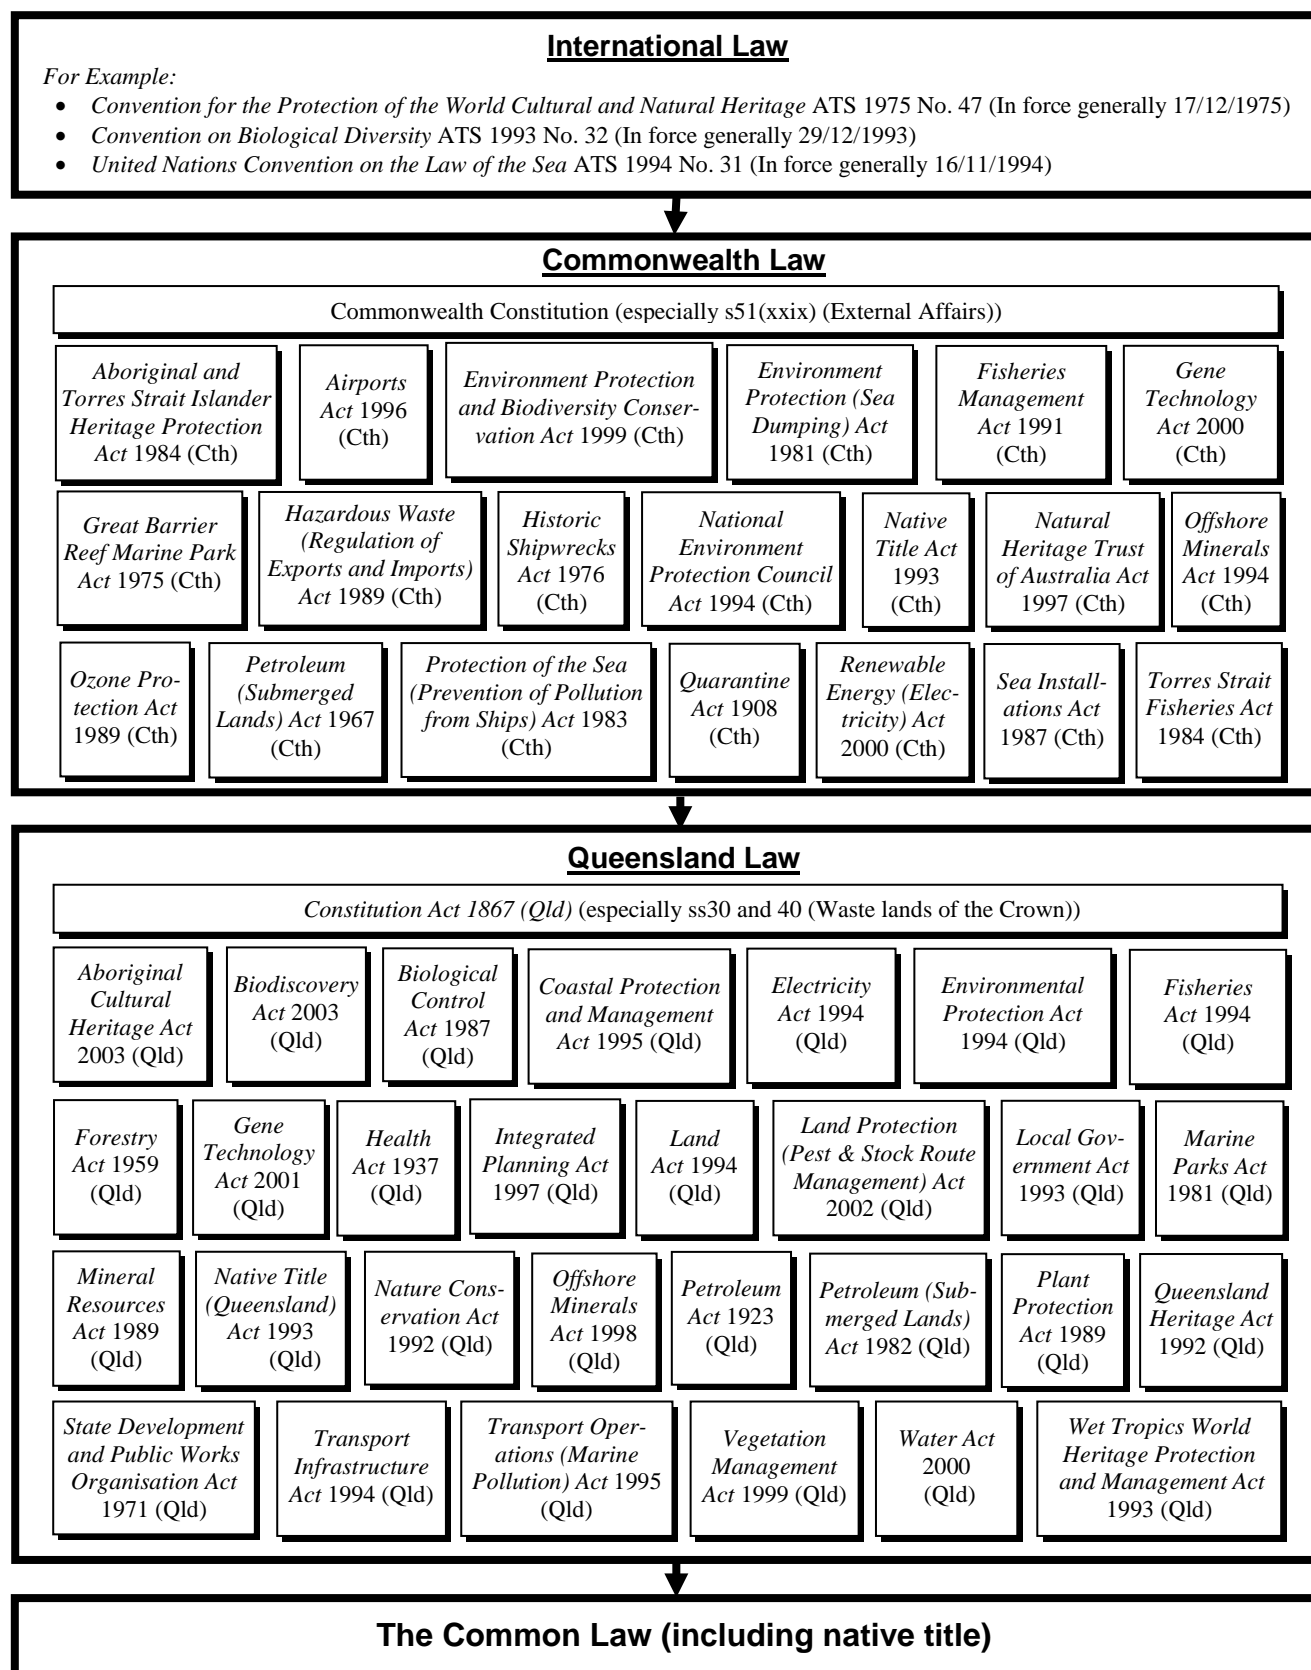 International Law
For Example:
• Convention for the Protection of the World Cultural and Natural Heritage ATS 1975 No. 47 (In force generally 17/12/1975)
• Convention on Biological Diversity ATS 1993 No. 32 (In force generally 29/12/1993)
• United Nations Convention on the Law of the Sea ATS 1994 No. 31 (In force generally 16/11/1994)
Commonwealth Law
Commonwealth Constitution (especially s51(xxix) (External Affairs))
Aboriginal and
Torres Strait Islander
Heritage Protection
Act 1984 (Cth)
Airports
Act 1996
(Cth)
Environment Protection
and Biodiversity Conser-
vation Act 1999 (Cth)
Environment
Protection (Sea
Dumping) Act
1981 (Cth)
Fisheries
Management
Act 1991
(Cth)
Gene
Technology
Act 2000
(Cth)
Great Barrier
Reef Marine Park
Act 1975 (Cth)
Hazardous Waste
(Regulation of
Exports and Imports)
Act 1989 (Cth)
Historic
Shipwrecks
Act 1976
(Cth)
National
Environment
Protection Council
Act 1994 (Cth)
Native
Title Act
1993
(Cth)
Natural
Heritage Trust
of Australia Act
1997 (Cth)
Offshore
Minerals
Act 1994
(Cth)
Ozone Pro-
tection Act
1989 (Cth)
Petroleum
(Submerged
Lands) Act 1967
(Cth)
Protection of the Sea
(Prevention of Pollution
from Ships) Act 1983
(Cth)
Quarantine
Act 1908
(Cth)
Renewable
Energy (Elec-
tricity) Act
2000 (Cth)
Sea Install-
ations Act
1987 (Cth)
Torres Strait
Fisheries Act
1984 (Cth)
Queensland Law
Constitution Act 1867 (Qld) (especially ss30 and 40 (Waste lands of the Crown))
Aboriginal
Cultural
Heritage Act
2003 (Qld)
Biodiscovery
Act 2003
(Qld)
Biological
Control
Act 1987
(Qld)
Coastal Protection
and Management
Act 1995 (Qld)
Electricity
Act 1994
(Qld)
Environmental
Protection Act
1994 (Qld)
Fisheries
Act 1994
(Qld)
Forestry
Act 1959
(Qld)
Gene
Technology
Act 2001
(Qld)
Health
Act 1937
(Qld)
Integrated
Planning Act
1997 (Qld)
Land
Act 1994
(Qld)
Land Protection
(Pest & Stock Route
Management) Act
2002 (Qld)
Local Gov-
ernment Act
1993 (Qld)
Marine
Parks Act
1981 (Qld)
Mineral
Resources
Act 1989
(Qld)
Native Title
(Queensland)
Act 1993
(Qld)
Nature Cons-
ervation Act
1992 (Qld)
Offshore
Minerals
Act 1998
(Qld)
Petroleum
Act 1923
(Qld)
Petroleum (Sub-
merged Lands)
Act 1982 (Qld)
Plant
Protection
Act 1989
(Qld)
Queensland
Heritage Act
1992 (Qld)
State Development
and Public Works
Organisation Act
1971 (Qld)
Transport
Infrastructure
Act 1994 (Qld)
Transport Oper-
ations (Marine
Pollution) Act 1995
(Qld)
Vegetation
Management
Act 1999 (Qld)
Water Act
2000
(Qld)
Wet Tropics World
Heritage Protection
and Management Act
1993 (Qld)
The Common Law (including native title)